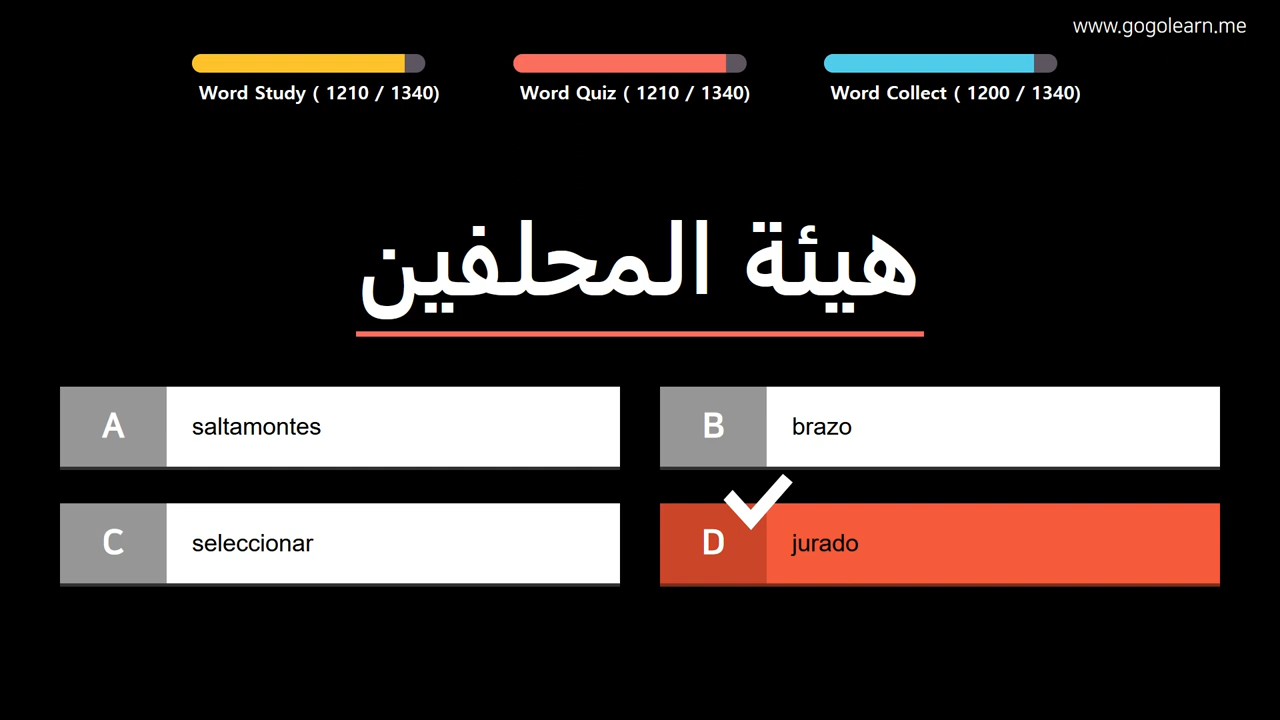 www.gogolearn.me
Word Study ( 1210 / 1340)
Word Quiz ( 1210 / 1340)
Word Collect ( 1200 / 1340)
هيئة المحلفين
A saltamontes
B brazo
C seleccionar
D jurado